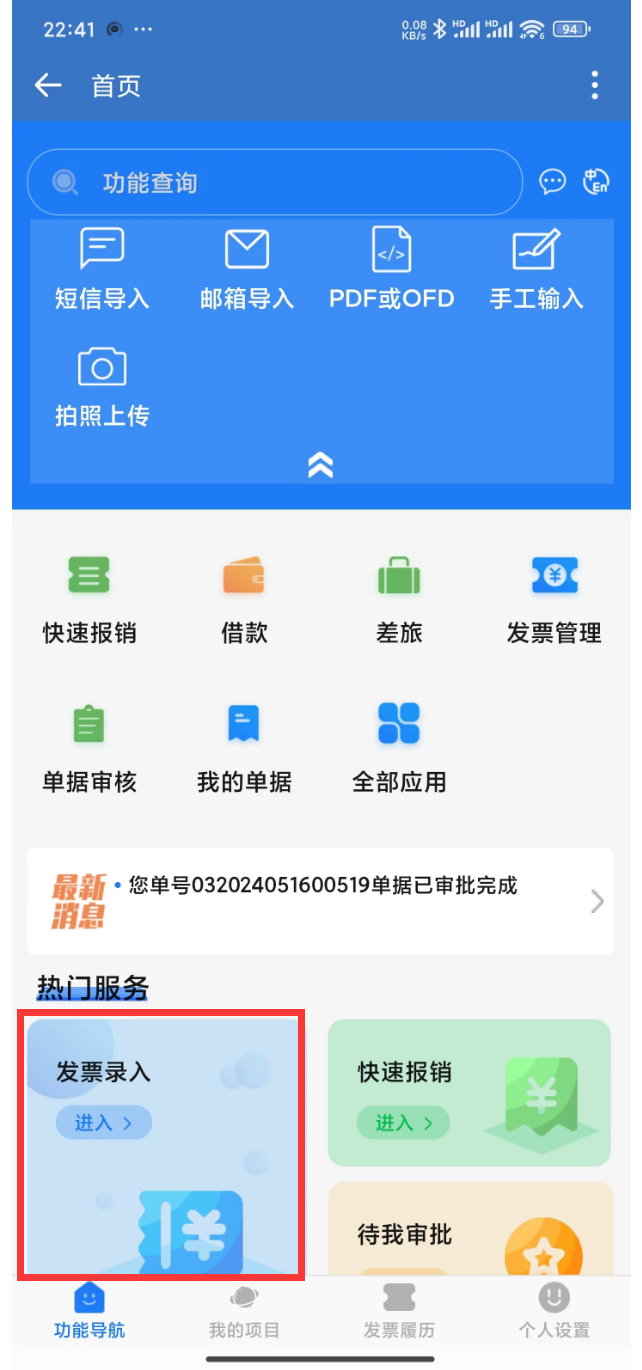 22:41 ···
0.08 KB/s HD HD 6 94
首页
功能查询
中 En
短信导入 邮箱导入 PDF或OFD 手工输入
拍照上传
快速报销 借款 差旅 发票管理
单据审核 我的单据 全部应用
最新消息
• 您单号032024051600519单据已审批完成
热门服务
发票录入
进入 >
快速报销
进入 >
待我审批
功能导航 我的项目 发票履历 个人设置